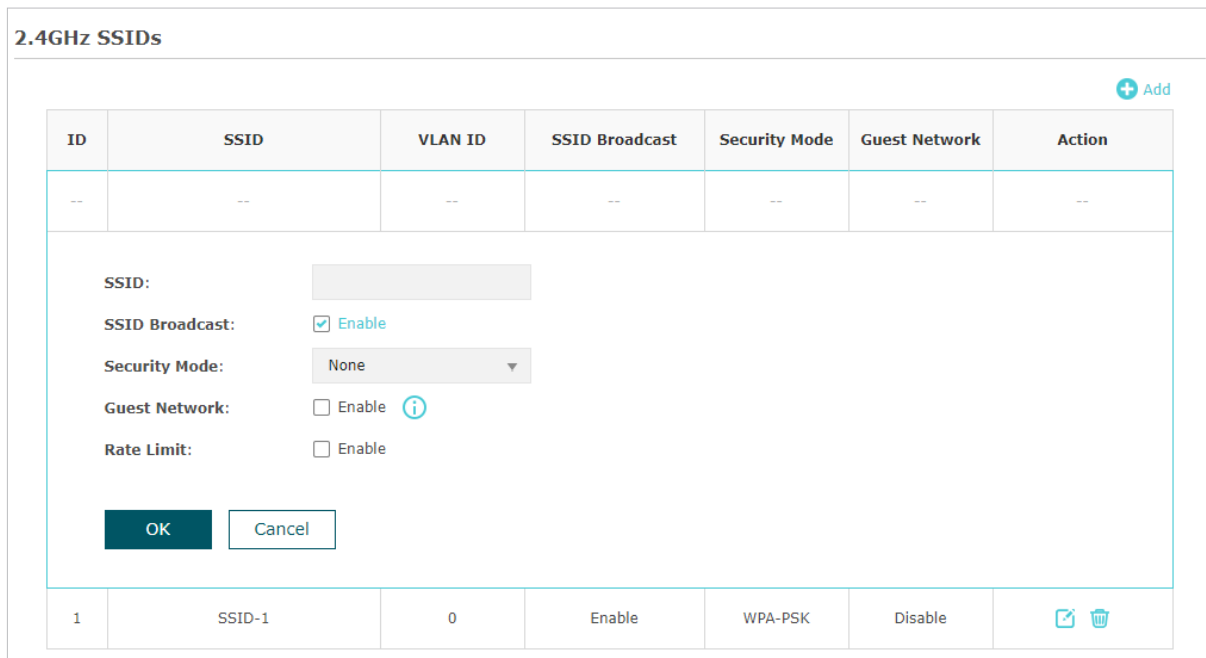 2.4GHz SSIDs
Add
ID SSID VLAN ID SSID Broadcast Security Mode Guest Network Action
-- -- -- -- -- -- --
SSID:
SSID Broadcast: Enable
Security Mode: None
Guest Network: Enable
Rate Limit: Enable
OK Cancel
1 SSID-1 0 Enable WPA-PSK Disable